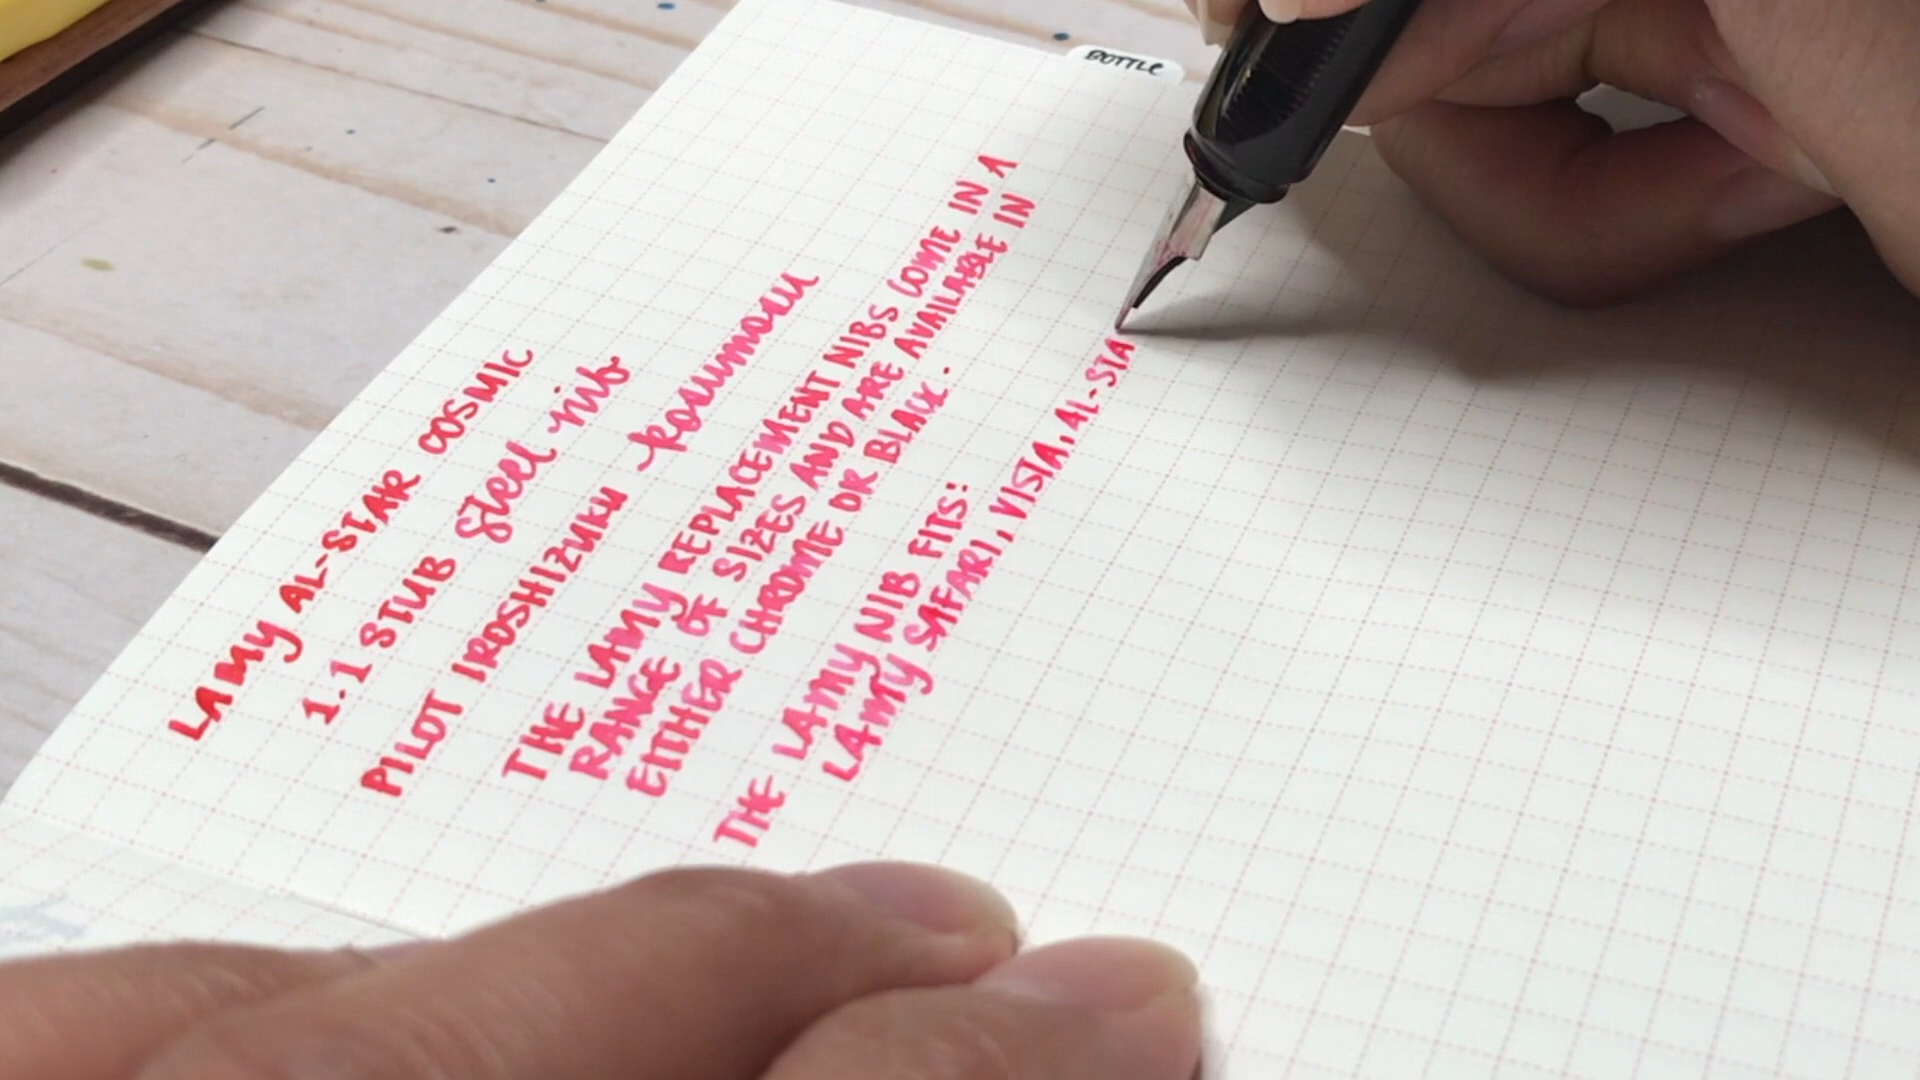 BOTTLE
LAMY AL-STAR COSMIC
1.1 STUB steel nib
PILOT IROSHIZUKU kosumosu
THE LAMY REPLACEMENT NIBS COME IN A
RANGE OF SIZES AND ARE AVAILABLE IN
EITHER CHROME OR BLACK.
THE LAMY NIB FITS:
LAMY SAFARI, VISTA, AL-STA